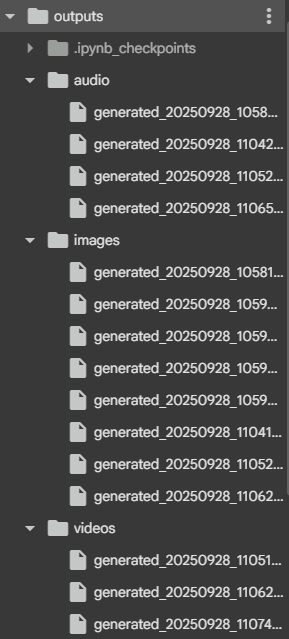 outputs
.ipynb_checkpoints
audio
generated_20250928_1058...
generated_20250928_11042...
generated_20250928_11052...
generated_20250928_11065...
images
generated_20250928_10581...
generated_20250928_1059...
generated_20250928_1059...
generated_20250928_1059...
generated_20250928_1059...
generated_20250928_11041...
generated_20250928_11052...
generated_20250928_11062...
videos
generated_20250928_11051...
generated_20250928_11062...
generated_20250928_11074...